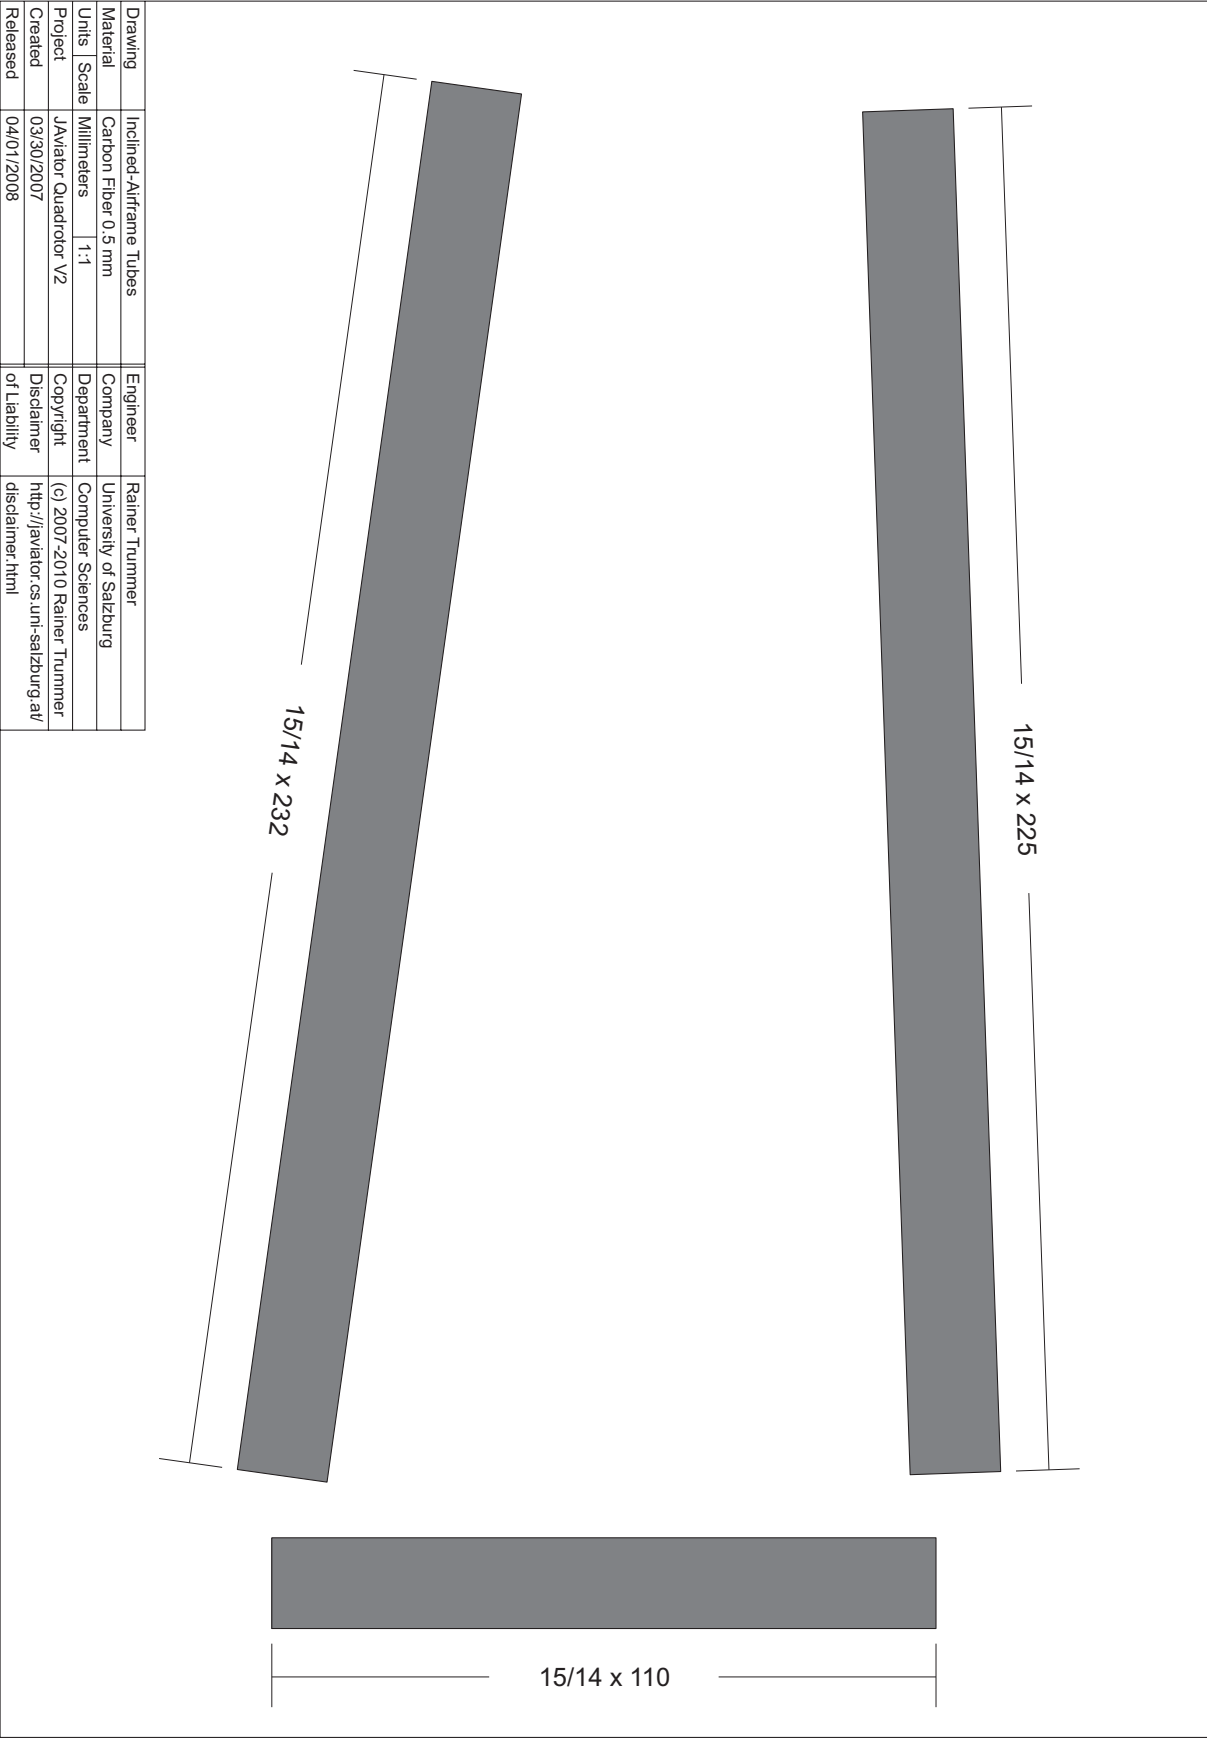 Drawing Inclined-Airframe Tubes Engineer Rainer Trummer
Material Carbon Fiber 0.5 mm Company University of Salzburg
Units Scale Millimeters 1:1 Department Computer Sciences
Project JAviator Quadrotor V2 Copyright (c) 2007-2010 Rainer Trummer
Created 03/30/2007 Disclaimer http://javiator.cs.uni-salzburg.at/
Released 04/01/2008 of Liability disclaimer.html
15/14 x 225
15/14 x 232
15/14 x 110